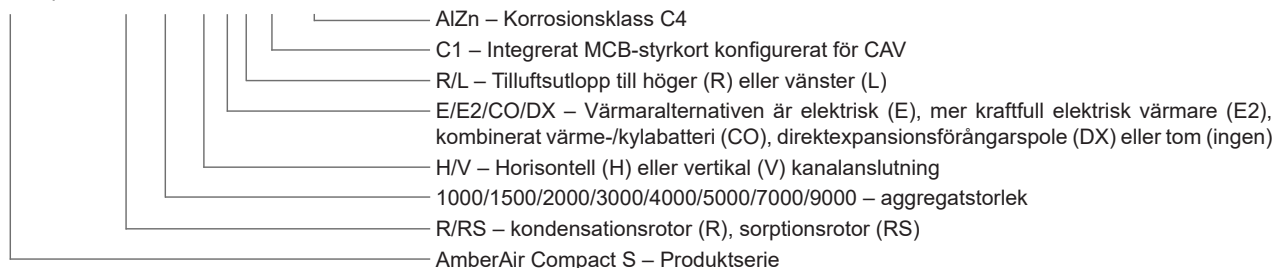 AlZn – Korrosionsklass C4
C1 – Integrerat MCB-styrkort konfigurerat för CAV
R/L – Tilluftsutlopp till höger (R) eller vänster (L)
E/E2/CO/DX – Värmaralternativen är elektrisk (E), mer kraftfull elektrisk värmare (E2),
kombinerat värme-/kylabatteri (CO), direktexpansionsförångarspole (DX) eller tom (ingen)
H/V – Horisontell (H) eller vertikal (V) kanalanslutning
1000/1500/2000/3000/4000/5000/7000/9000 – aggregatstorlek
R/RS – kondensationsrotor (R), sorptionsrotor (RS)
AmberAir Compact S – Produktserie